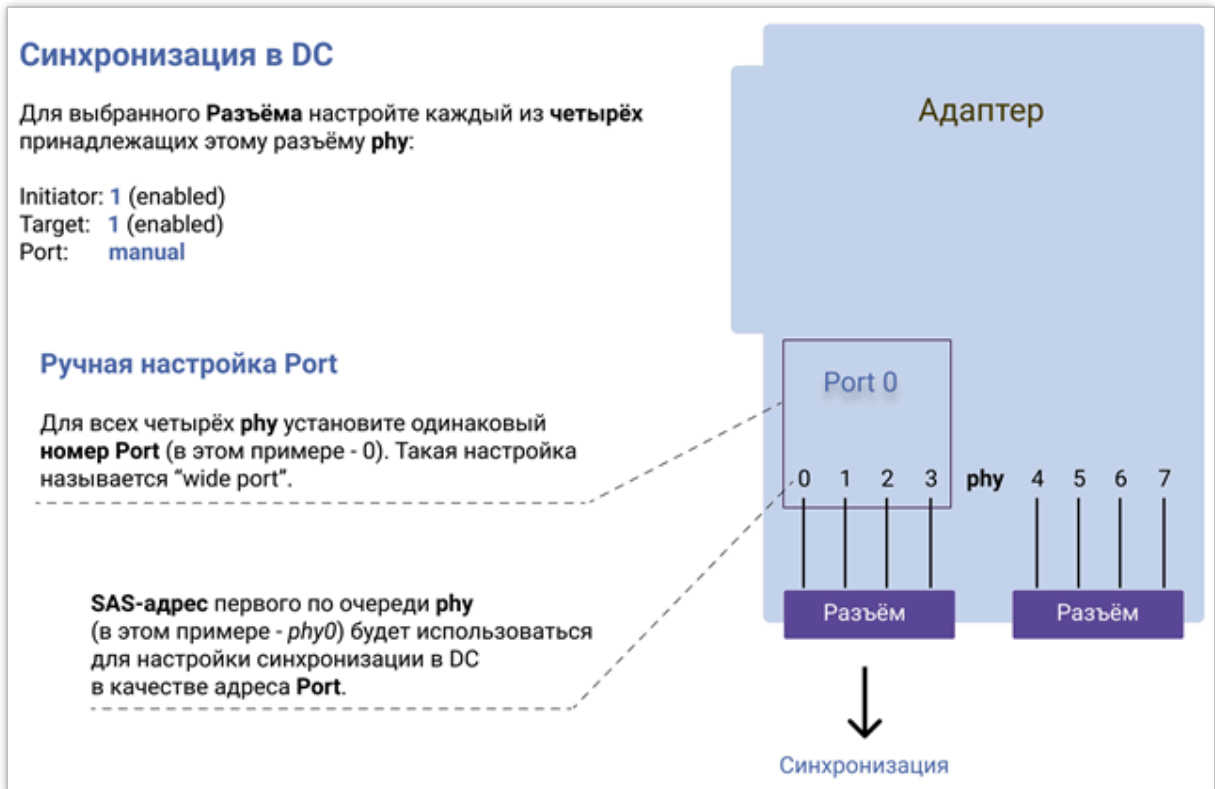 Синхронизация в DC
Для выбранного Разъёма настройте каждый из четырёх
принадлежащих этому разъёму phy:
Initiator: 1 (enabled)
Target: 1 (enabled)
Port: manual
Ручная настройка Port
Для всех четырёх phy установите одинаковый
номер Port (в этом примере - 0). Такая настройка
называется “wide port”.
SAS-адрес первого по очереди phy
(в этом примере - phy0) будет использоваться
для настройки синхронизации в DC
в качестве адреса Port.
Адаптер
Port 0
0 1 2 3 phy 4 5 6 7
Разъём Разъём
Синхронизация